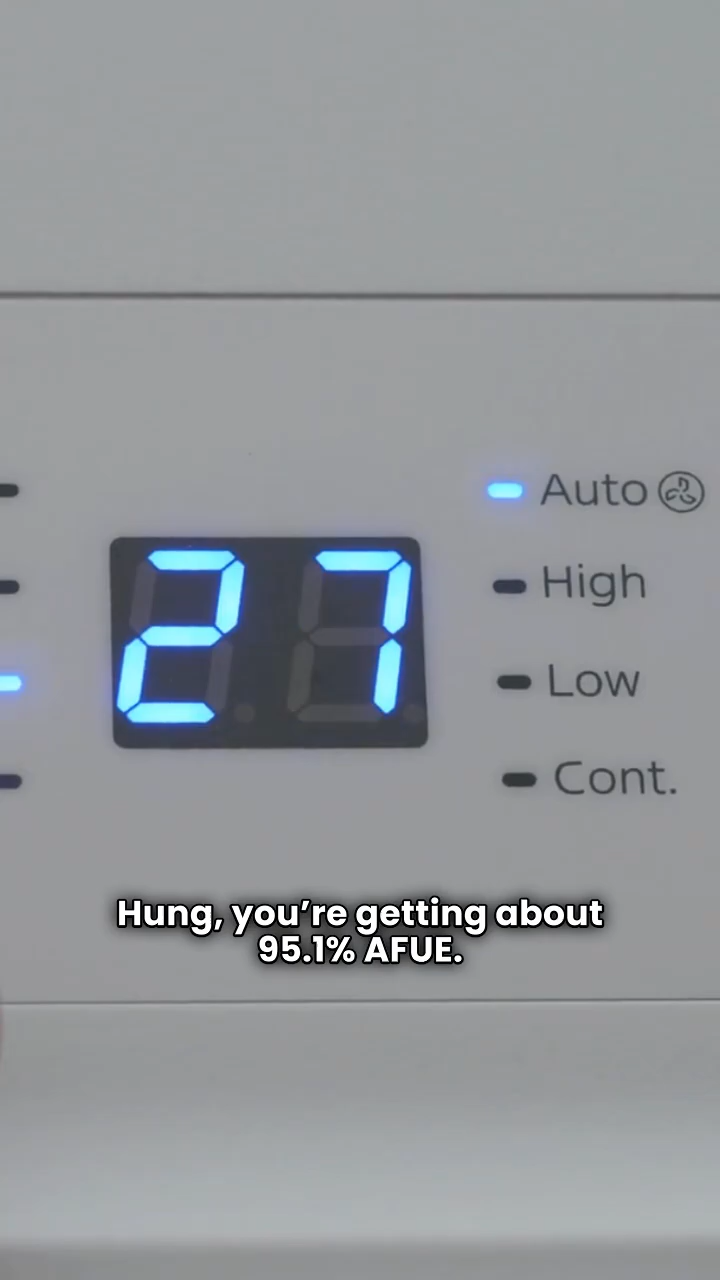 Auto
27
High
Low
Cont.
Hung, you’re getting about
95.1% AFUE.